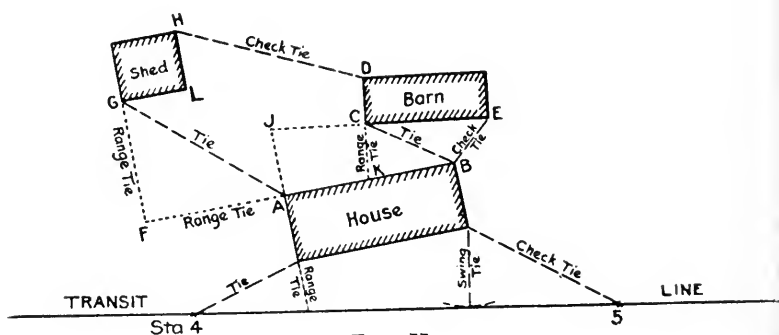 H
Check Tie
Shed
D
G
L
Barn
J
C
E
Range Tie
Tie
Range Tie
Tie
Check Tie
K
B
A
House
F
Range Tie
Tie
Range Tie
Swing Tie
Check Tie
TRANSIT
LINE
Sta 4
5